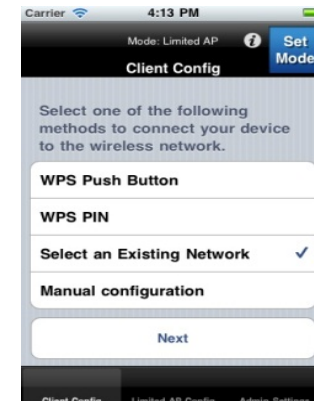 Carrier 4:13 PM
Mode: Limited AP
Set
Mode
Client Config
Select one of the following
methods to connect your device
to the wireless network.
WPS Push Button
WPS PIN
Select an Existing Network
Manual configuration
Next
Client Config Limited AP Config Admin Settings